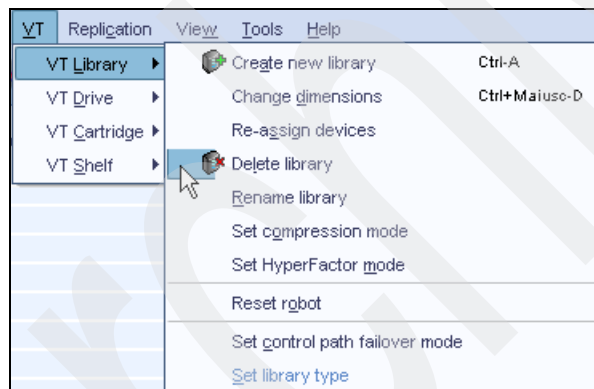 VT Replication View Tools Help
VT Library Create new library Ctrl-A
VT Drive Change dimensions Ctrl+Maiusc-D
VT Cartridge Re-assign devices
VT Shelf Delete library
Rename library
Set compression mode
Set HyperFactor mode
Reset robot
Set control path failover mode
Set library type